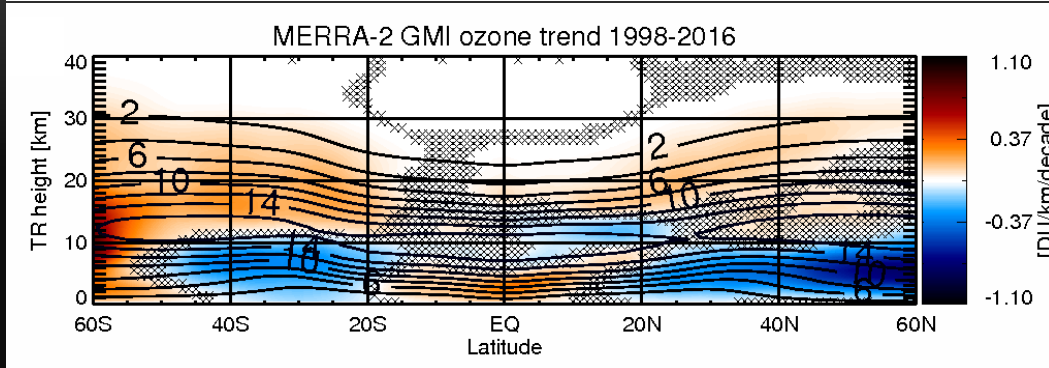 MERRA-2 GMI ozone trend 1998-2016
TR height [km]
40
30
20
10
0
2
6
10
14
14
10
6
2
6
10
14
10
6
60S
40S
20S
EQ
20N
40N
60N
Latitude
1.10
0.37
-0.37
-1.10
[DU/km/decade]